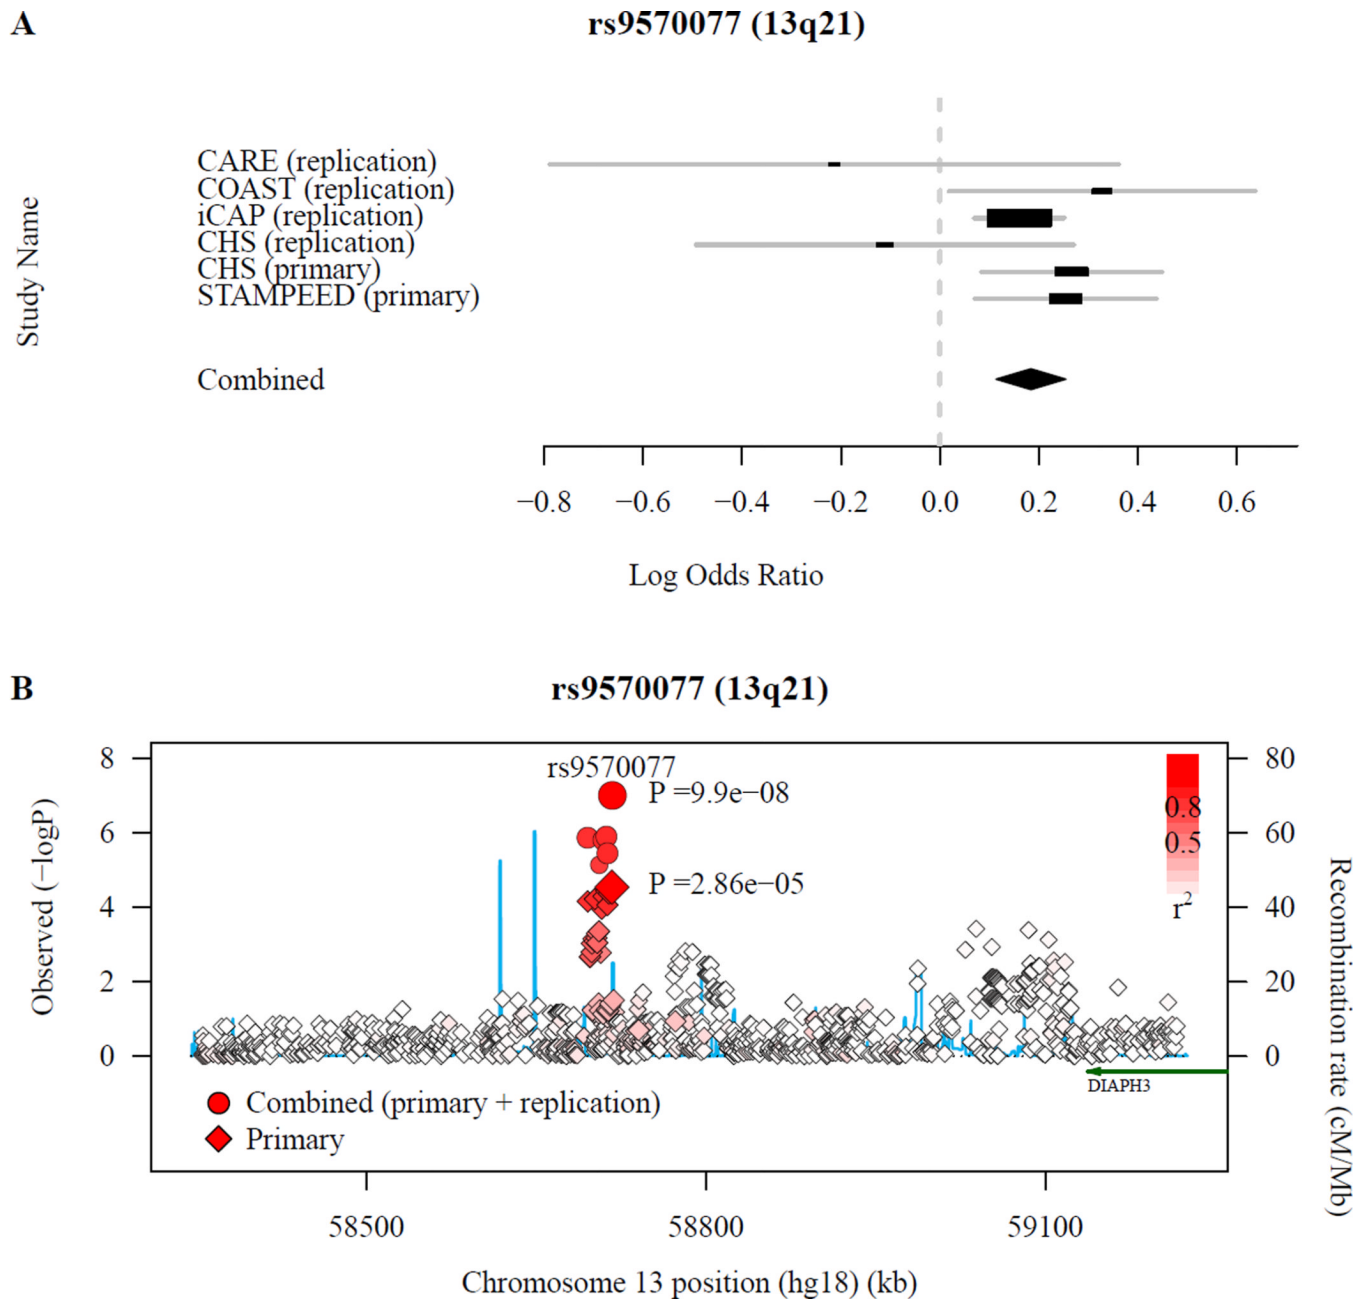 A
rs9570077 (13q21)
Study Name
CARE (replication)
COAST (replication)
iCAP (replication)
CHS (replication)
CHS (primary)
STAMPEED (primary)
Combined
−0.8 −0.6 −0.4 −0.2 0.0 0.2 0.4 0.6
Log Odds Ratio
B
rs9570077 (13q21)
Observed (−logP)
8
6
4
2
0
rs9570077
P =9.9e−08
P =2.86e−05
0.8
0.5
r²
80
60
40
20
0
Recombination rate (cM/Mb)
DIAPH3
Combined (primary + replication)
Primary
58500 58800 59100
Chromosome 13 position (hg18) (kb)